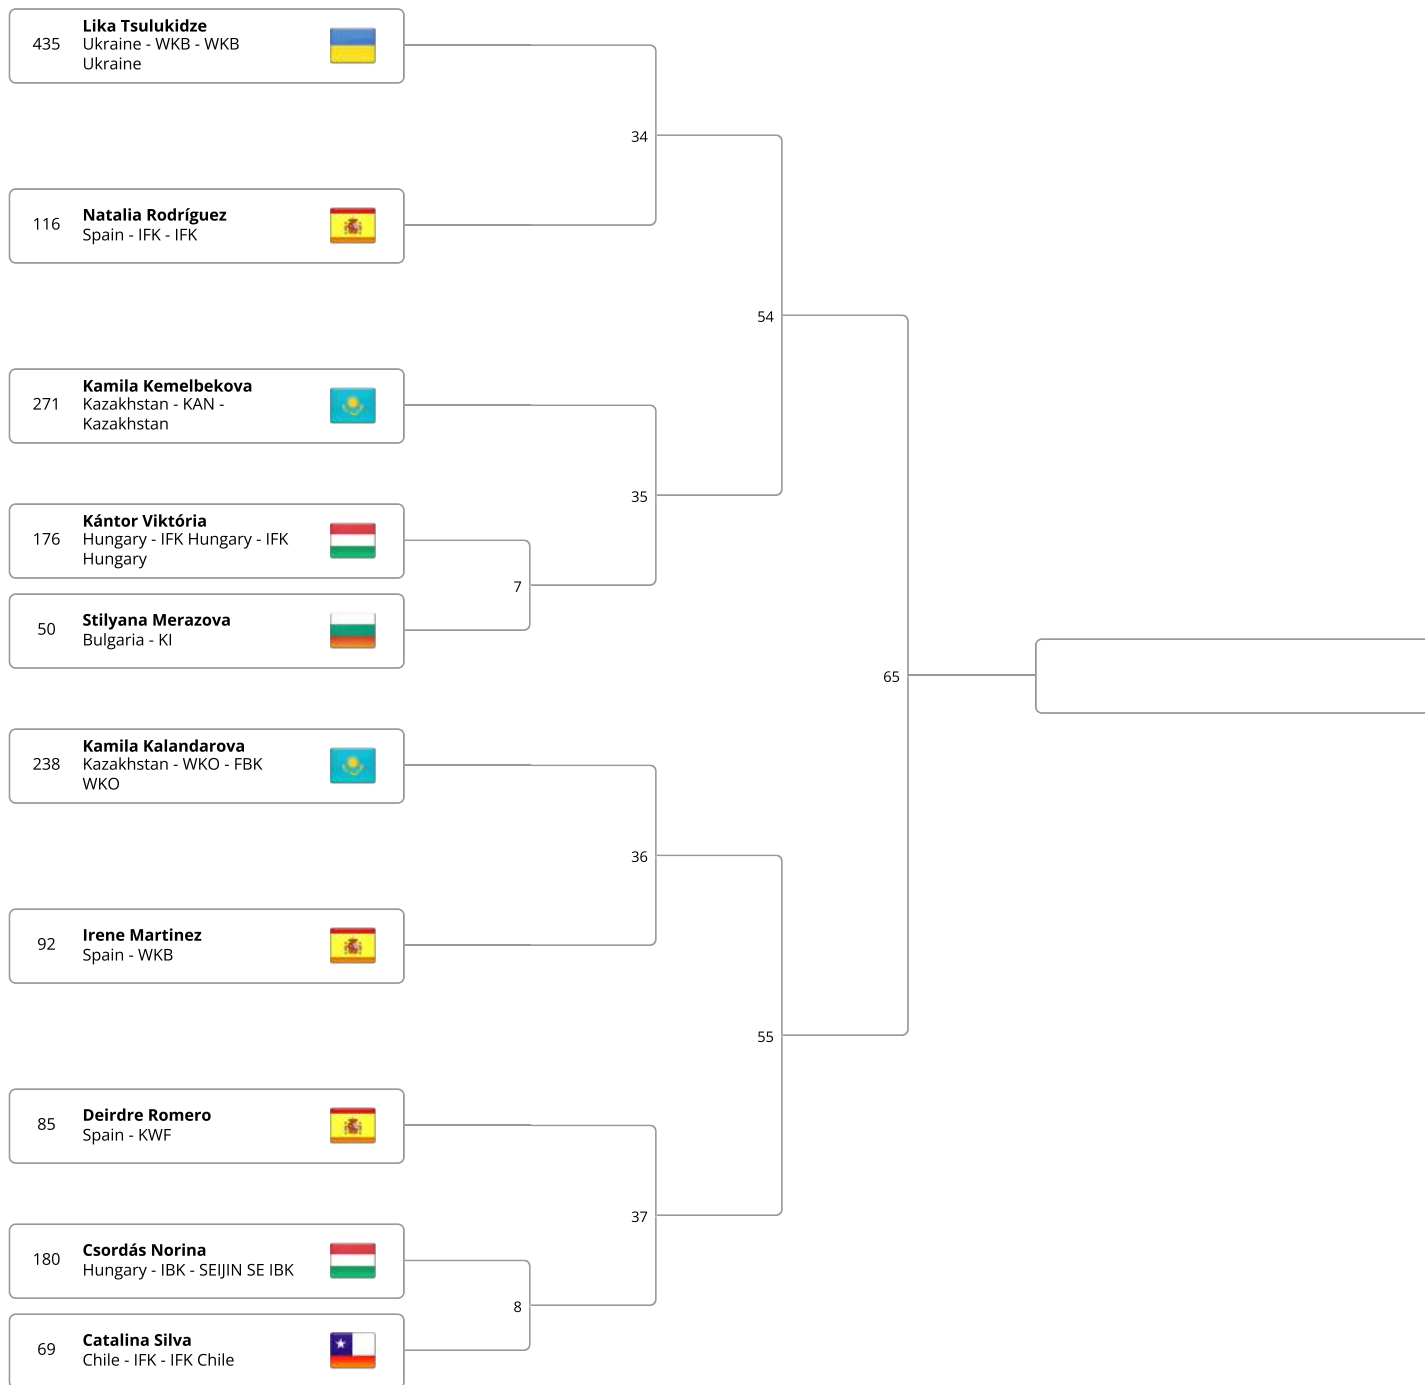 435
Lika Tsulukidze
Ukraine - WKB - WKB
Ukraine
34
116
Natalia Rodríguez
Spain - IFK - IFK
54
271
Kamila Kemelbekova
Kazakhstan - KAN -
Kazakhstan
35
176
Kántor Viktória
Hungary - IFK Hungary - IFK
Hungary
7
50
Stilyana Merazova
Bulgaria - KI
65
238
Kamila Kalandarova
Kazakhstan - WKO - FBK
WKO
36
92
Irene Martinez
Spain - WKB
55
85
Deirdre Romero
Spain - KWF
37
180
Csordás Norina
Hungary - IBK - SEIJIN SE IBK
8
69
Catalina Silva
Chile - IFK - IFK Chile